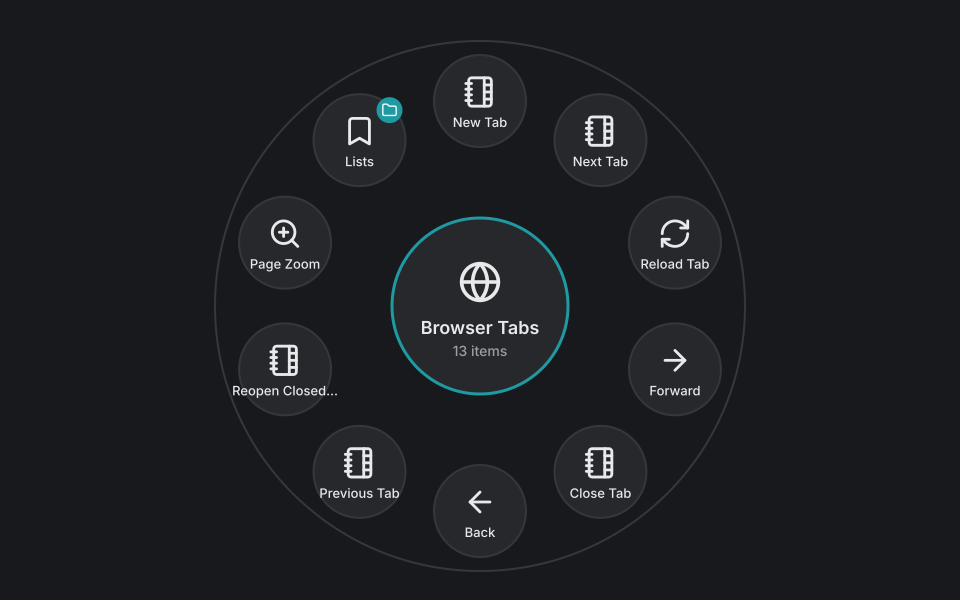 New Tab
Lists
Next Tab
Page Zoom
Reload Tab
Browser Tabs
13 items
Reopen Closed...
Forward
Previous Tab
Close Tab
Back